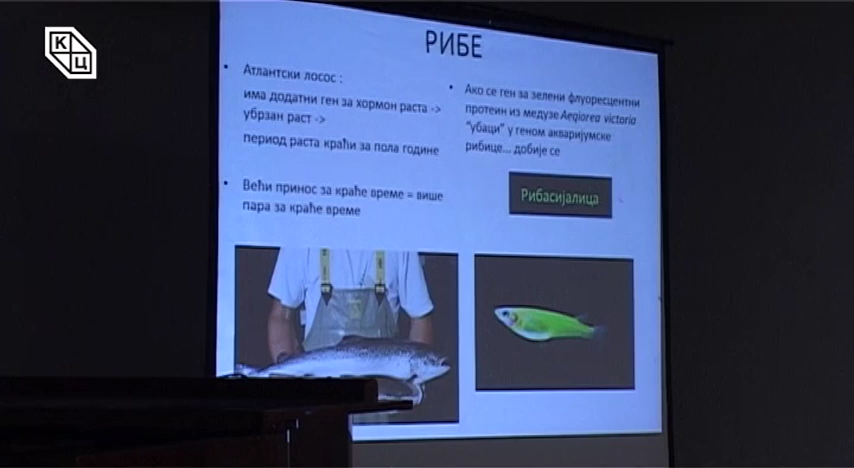 КЦ
РИБЕ
• Атлантски лосос :
има додатни ген за хормон раста ->
убрзан раст ->
период раста краћи за пола године
• Већи принос за краће време = више
пара за краће време
• Ако се ген за зелени флуоресцентни
протеин из медузе Aeqiorea victoria
"убаци" у геном акваријумске
рибице... добије се
Рибасијалица